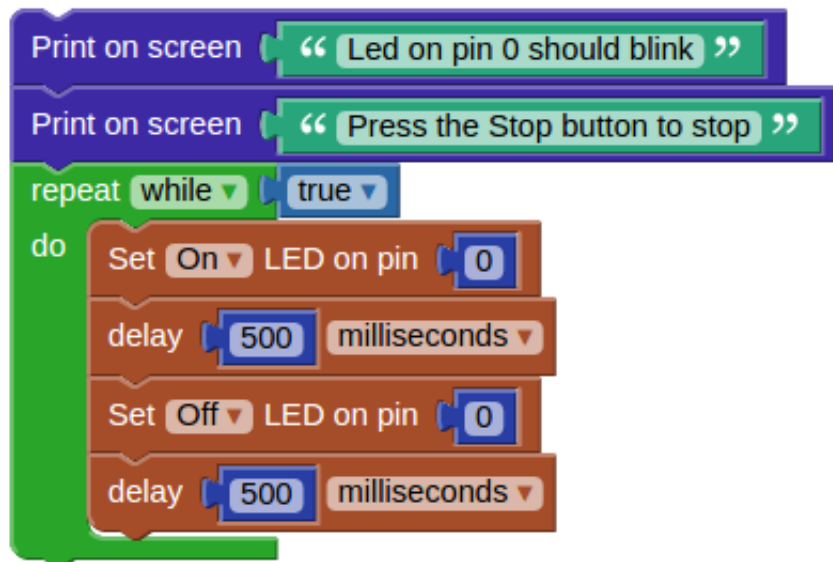 Print on screen “ Led on pin 0 should blink ”
Print on screen “ Press the Stop button to stop ”
repeat while true
do
Set On LED on pin 0
delay 500 milliseconds
Set Off LED on pin 0
delay 500 milliseconds